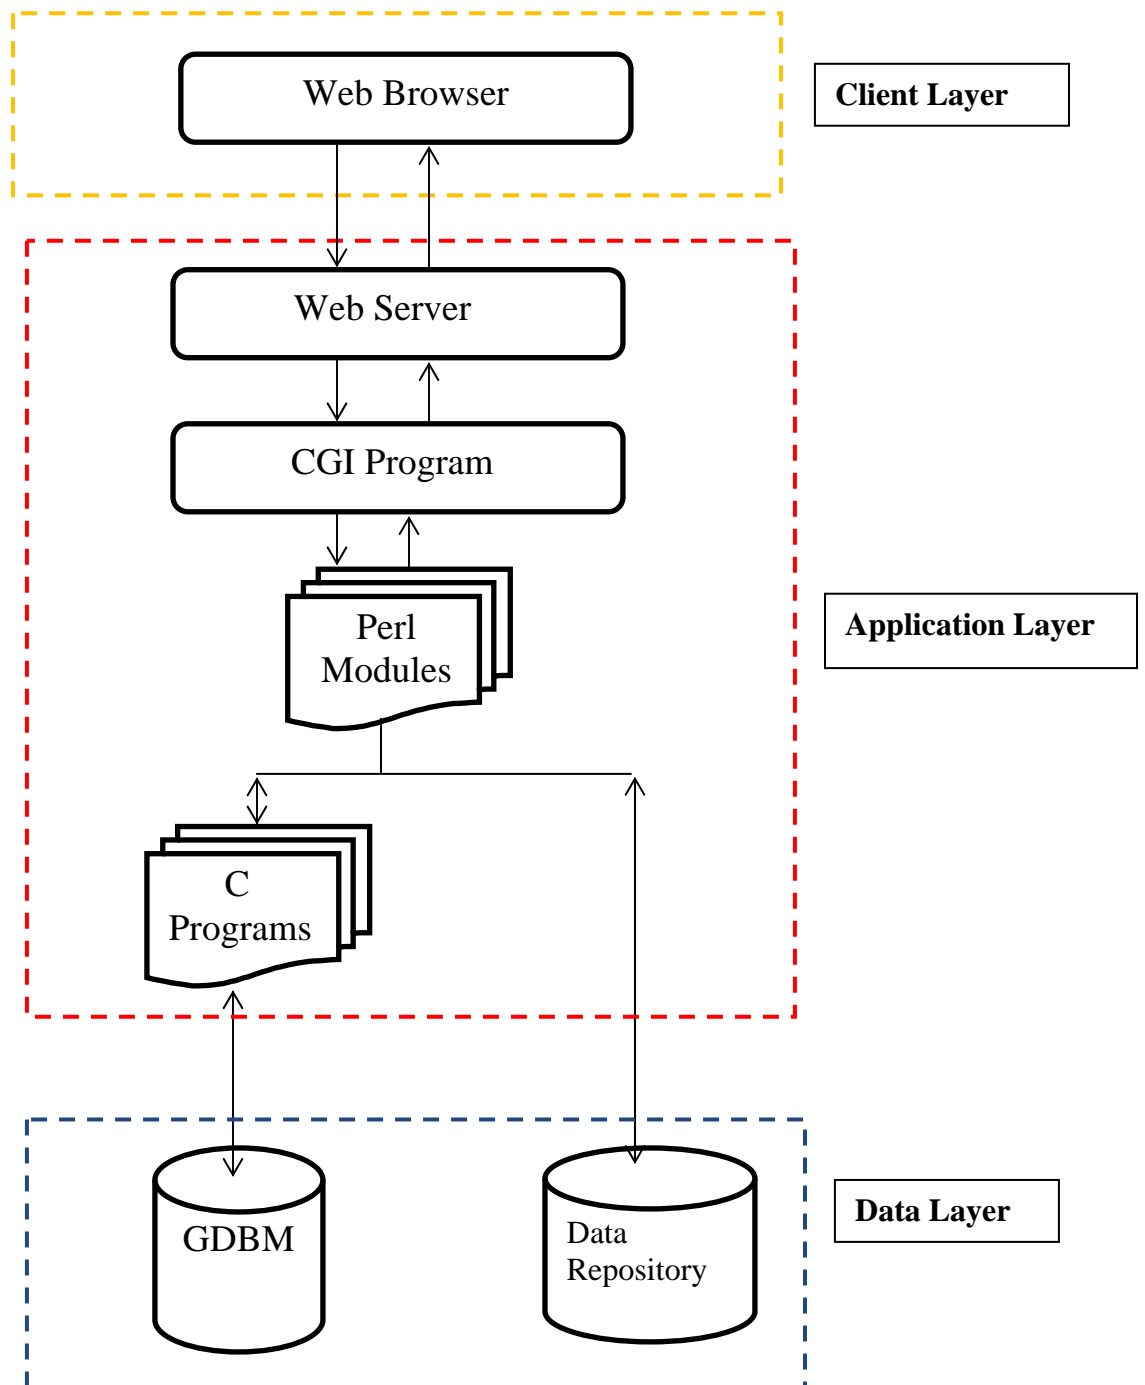 Web Browser
Client Layer
Web Server
CGI Program
Perl
Modules
Application Layer
C
Programs
GDBM
Data
Repository
Data Layer